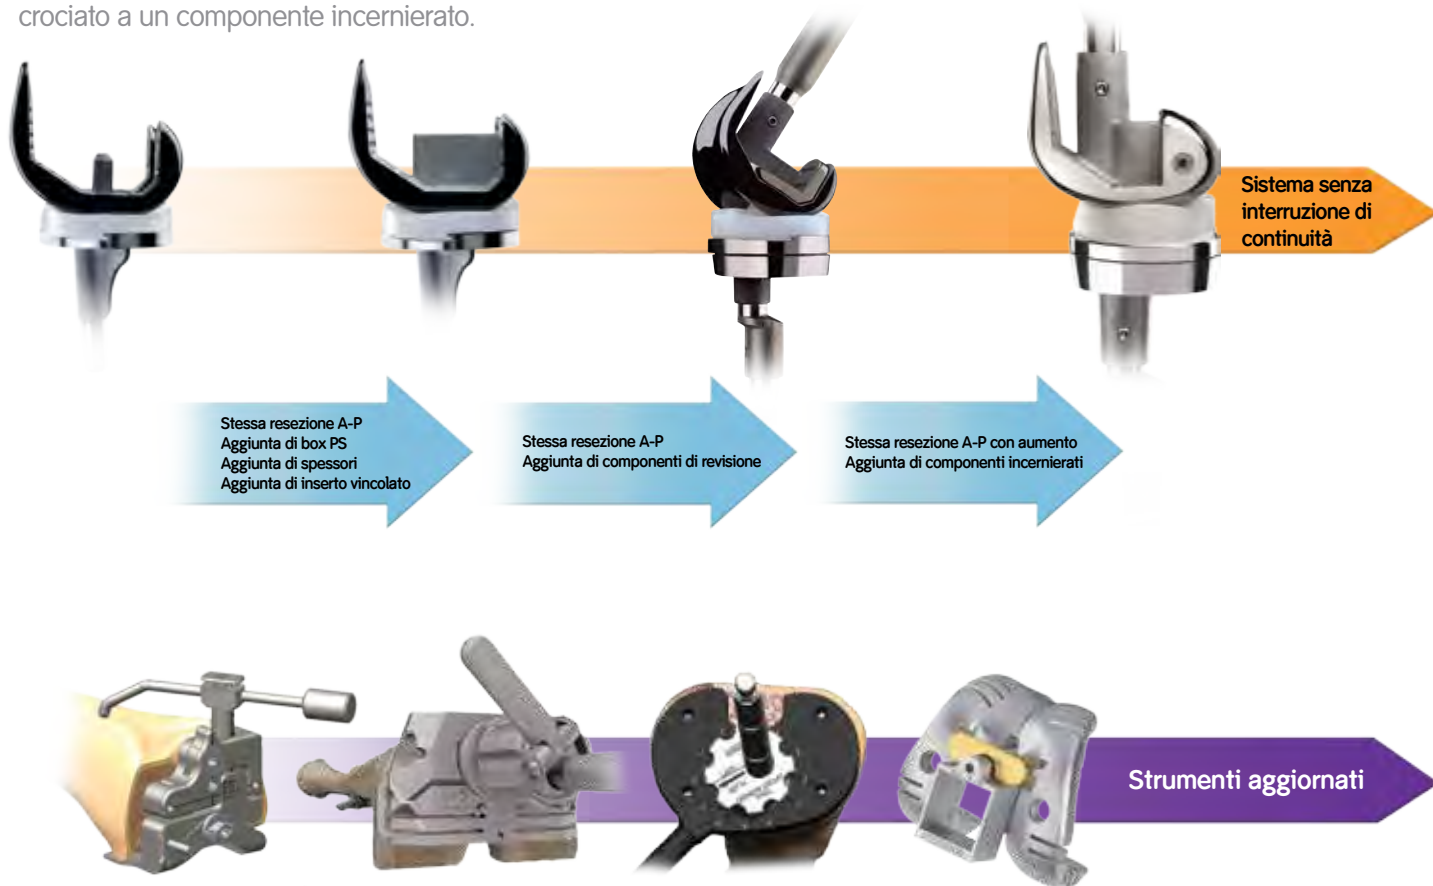 crociato a un componente incernierato.
Sistema senza
interruzione di
continuità
Stessa resezione A-P
Aggiunta di box PS
Aggiunta di spessori
Aggiunta di inserto vincolato
Stessa resezione A-P
Aggiunta di componenti di revisione
Stessa resezione A-P con aumento
Aggiunta di componenti incernierati
Strumenti aggiornati